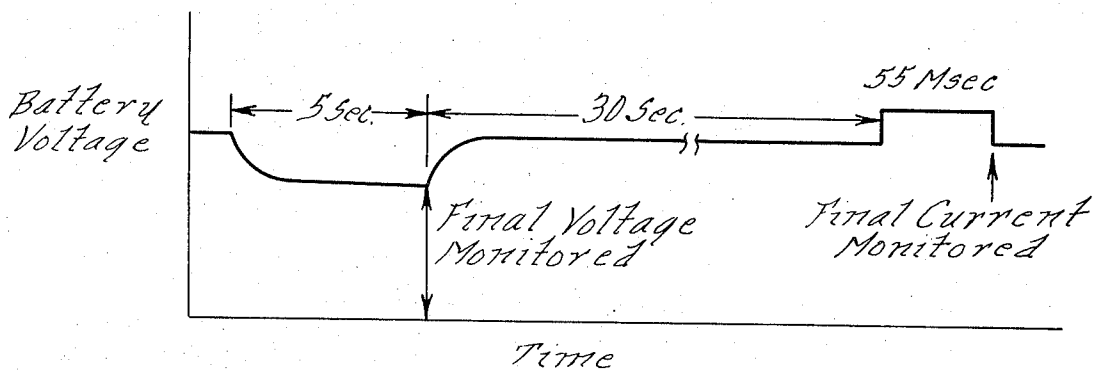 Battery
Voltage
5 Sec.
30 Sec.
55 Msec
Final Voltage
Monitored
Final Current
Monitored
Time